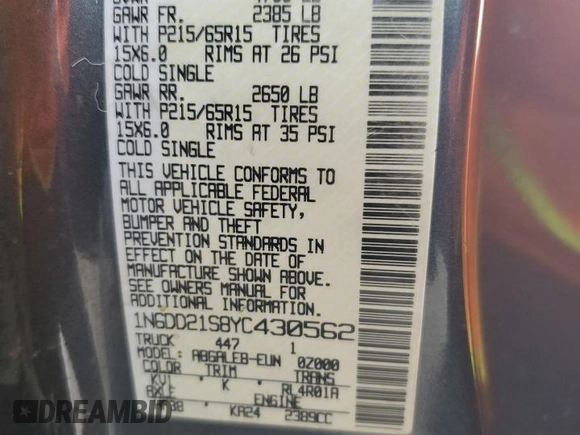 GAWR FR. 2385 LB
WITH P215/65R15 TIRES
15X6.0 RIMS AT 26 PSI
COLD SINGLE
GAWR RR. 2650 LB
WITH P215/65R15 TIRES
15X6.0 RIMS AT 35 PSI
COLD SINGLE
THIS VEHICLE CONFORMS TO
ALL APPLICABLE FEDERAL
MOTOR VEHICLE SAFETY,
BUMPER AND THEFT
PREVENTION STANDARDS IN
EFFECT ON THE DATE OF
MANUFACTURE SHOWN ABOVE.
SEE OWNERS MANUAL FOR
ADDITIONAL INFORMATION
1N6DD21S8YC430562
TRUCK 447 1
MODEL: ABGALEB-EUN 0Z000
COLOR TRIM TRANS
KV1 K RL4R01A
AXLE ENGINE
KA24 2389CC
DREAMBID